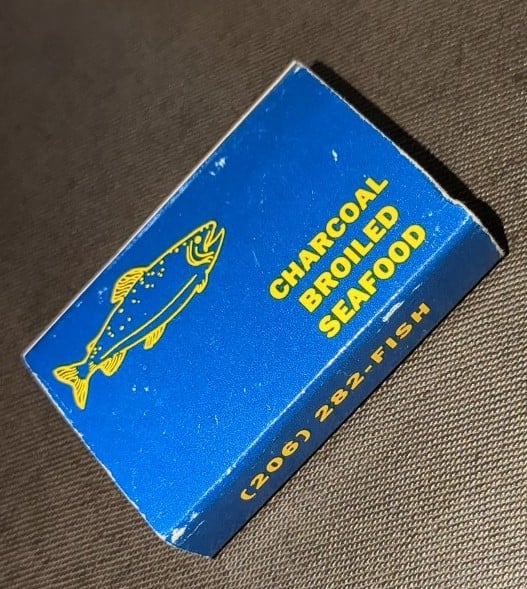 CHARCOAL
BROILED
SEAFOOD
(206) 282-FISH